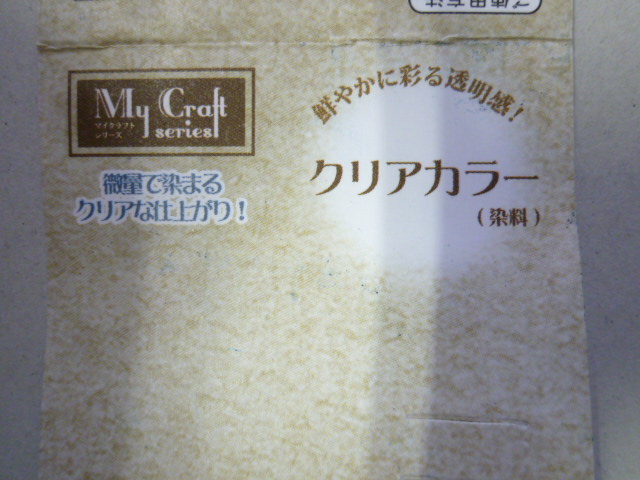 My Craft
マイクラフト
シリーズ
series
微量で染まる
クリアな仕上がり!
鮮やかに彩る透明感!
クリアカラー
(染料)